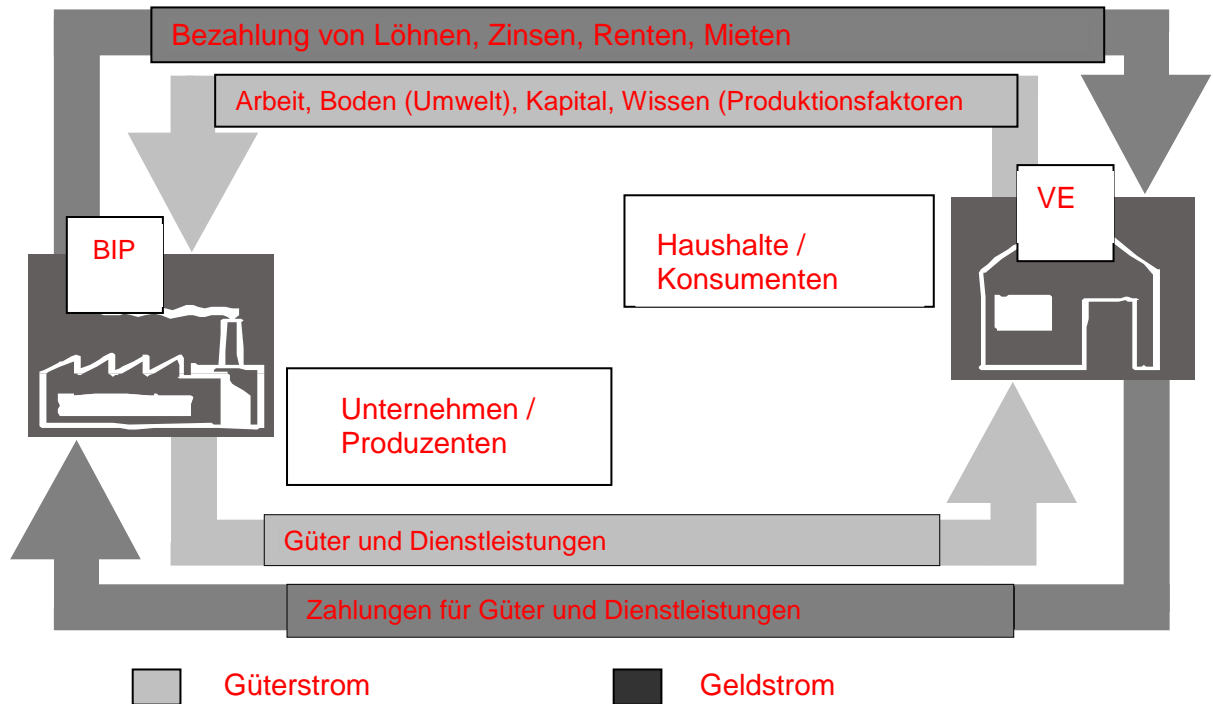 Bezahlung von Löhnen, Zinsen, Renten, Mieten
Arbeit, Boden (Umwelt), Kapital, Wissen (Produktionsfaktoren
VE
BIP
Haushalte /
Konsumenten
Unternehmen /
Produzenten
Güter und Dienstleistungen
Zahlungen für Güter und Dienstleistungen
Güterstrom
Geldstrom